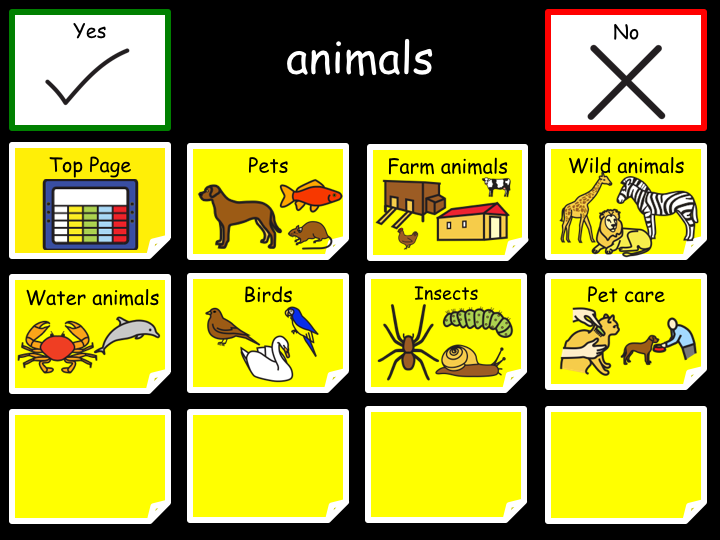 Yes
animals
No
Top Page
Pets
Farm animals
Wild animals
Water animals
Birds
Insects
Pet care